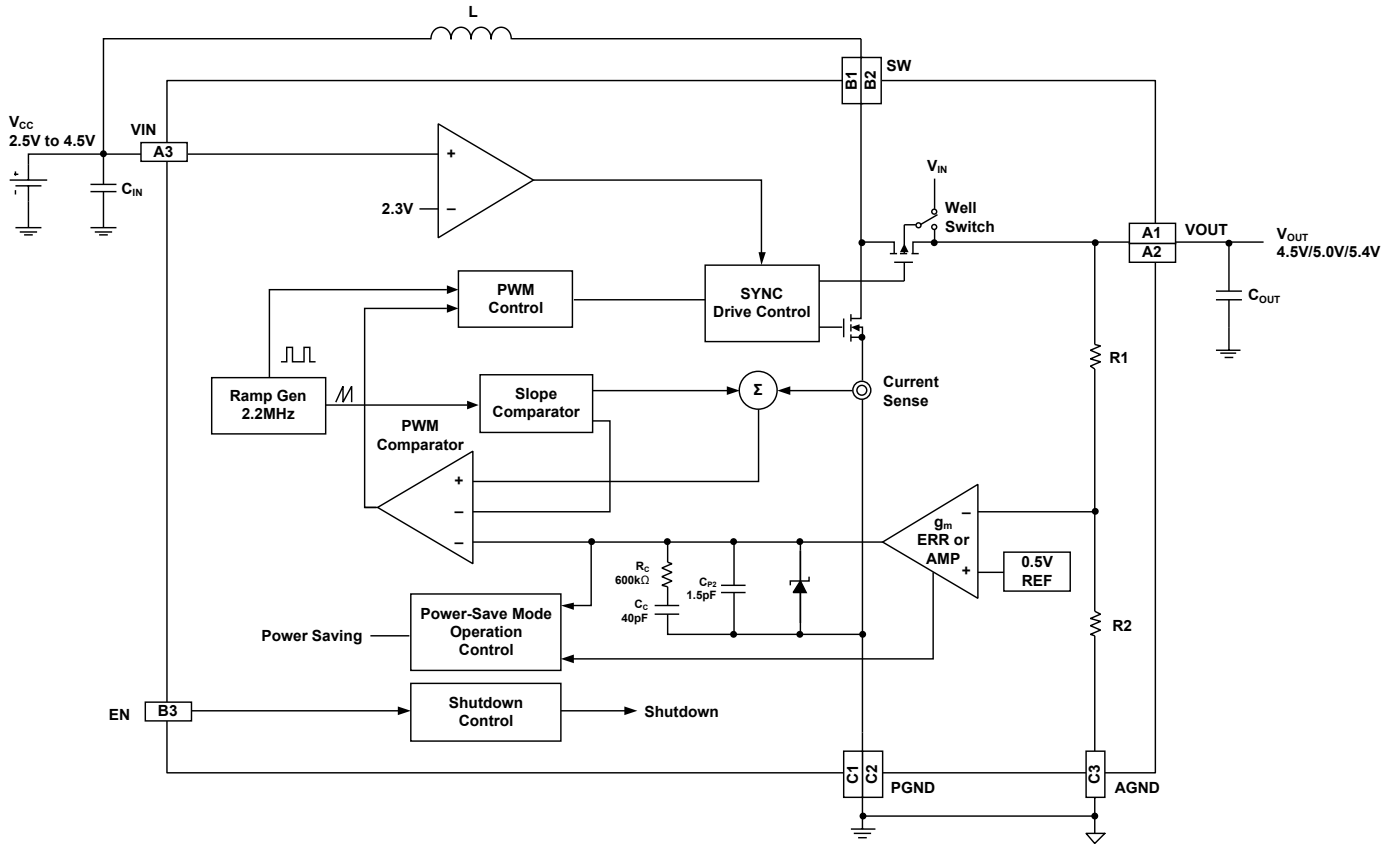 L
SW
B1
B2
VCC
2.5V to 4.5V
VIN
A3
+
-
CIN
+
2.3V
–
VIN
Well
Switch
A1
A2
VOUT
VOUT
4.5V/5.0V/5.4V
COUT
PWM
Control
SYNC
Drive Control
R1
Ramp Gen
2.2MHz
Slope
Comparator
Σ
Current
Sense
PWM
Comparator
+
–
–
–
gm
ERR or
AMP
+
0.5V
REF
RC
600kΩ
CC
40pF
CP2
1.5pF
R2
Power Saving
Power-Save Mode
Operation
Control
EN
B3
Shutdown
Control
Shutdown
C1
C2
PGND
C3
AGND